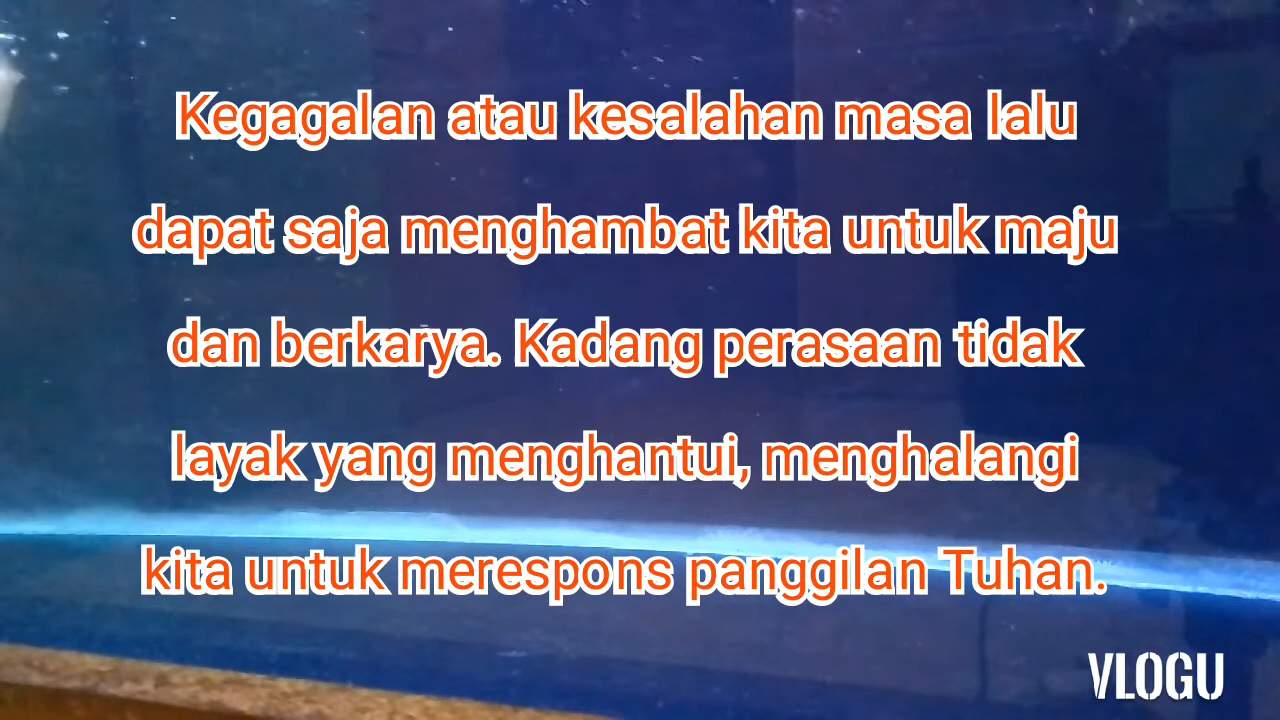 Kegagalan atau kesalahan masa lalu
dapat saja menghambat kita untuk maju
dan berkarya. Kadang perasaan tidak
layak yang menghantui, menghalangi
kita untuk merespons panggilan Tuhan.
VLOGU